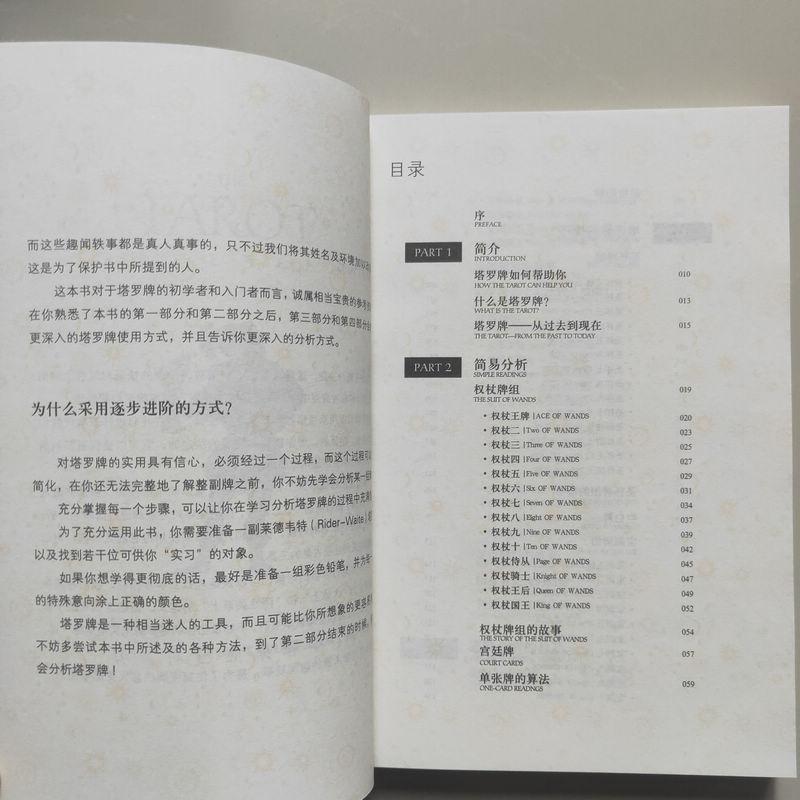 而这些趣闻轶事都是真人真事的，只不过我们将其姓名及环境加以
这是为了保护书中所提到的人。
这本书对于塔罗牌的初学者和入门者而言，诚属相当宝贵的参考
在你熟悉了本书的第一部分和第二部分之后，第三部分和第四部分
更深入的塔罗牌使用方式，并且告诉你更深入的分析方式。
为什么采用逐步进阶的方式？
对塔罗牌的实用具有信心，必须经过一个过程，而这个过程可
简化，在你还无法完整地了解整副牌之前，你不妨先学会分析某一
充分掌握每一个步骤，可以让你在学习分析塔罗牌的过程中充
为了充分运用此书，你需要准备一副莱德韦特（Rider-Waite）
以及找到若干位可供你“实习”的对象。
如果你想学得更彻底的话，最好是准备一组彩色铅笔，并为
的特殊意向涂上正确的颜色。
塔罗牌是一种相当迷人的工具，而且可能比你所想象的更
不妨多尝试本书中所述及的各种方法，到了第二部分结束的时候，
会分析塔罗牌！
目录
序
PREFACE
PART 1 简介
INTRODUCTION
塔罗牌如何帮助你 010
HOW THE TAROT CAN HELP YOU
什么是塔罗牌？ 013
WHAT IS THE TAROT?
塔罗牌——从过去到现在 015
THE TAROT—FROM THE PAST TO TODAY
PART 2 简易分析
SIMPLE READINGS
权杖牌组 019
THE SUIT OF WANDS
• 权杖王牌 | ACE OF WANDS 020
• 权杖二 | Two OF WANDS 023
• 权杖三 | Three OF WANDS 025
• 权杖四 | Four OF WANDS 027
• 权杖五 | Five OF WANDS 029
• 权杖六 | Six OF WANDS 031
• 权杖七 | Seven OF WANDS 034
• 权杖八 | Eight OF WANDS 037
• 权杖九 | Nine OF WANDS 039
• 权杖十 | Ten OF WANDS 042
• 权杖侍从 | Page OF WANDS 045
• 权杖骑士 | Knight OF WANDS 047
• 权杖王后 | Queen OF WANDS 049
• 权杖国王 | King OF WANDS 052
权杖牌组的故事 054
THE STORY OF THE SUIT OF WANDS
宫廷牌 057
COURT CARDS
单张牌的算法 059
ONE-CARD READNGS